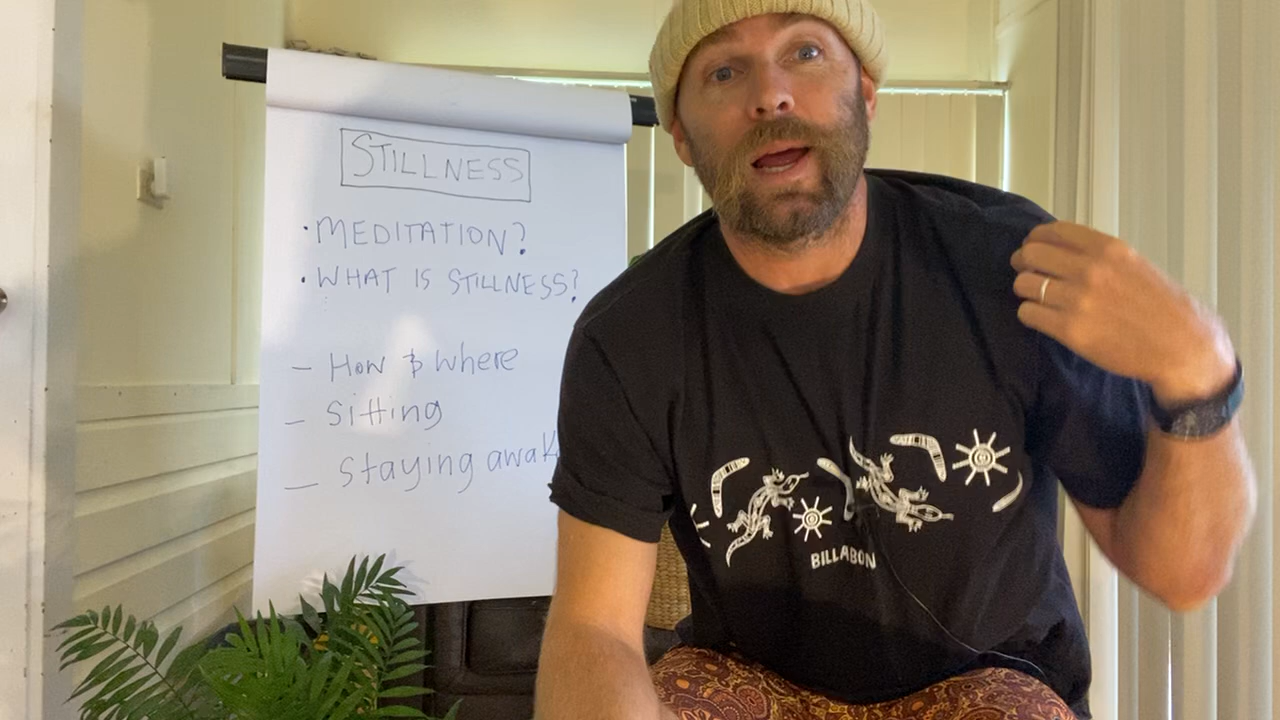 STILLNESS
• MEDITATION?
• WHAT IS STILLNESS?
– How & where
– Sitting
– staying awak
BILLABON